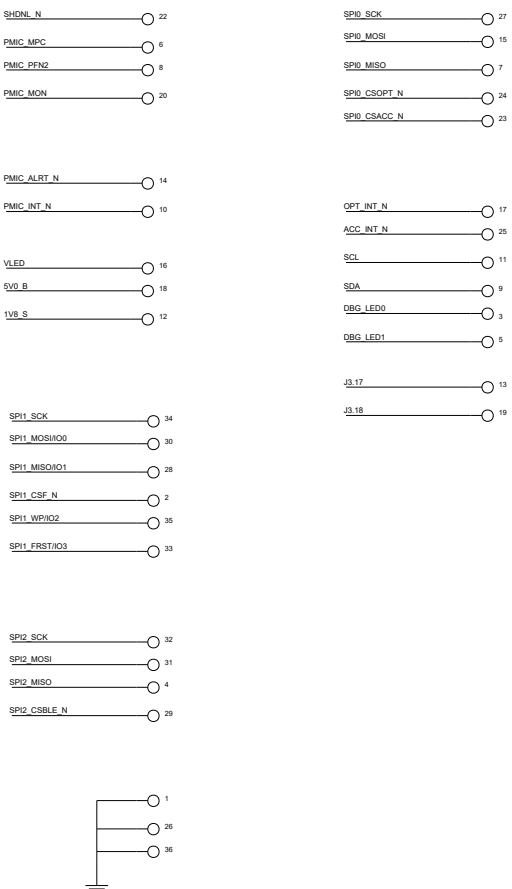 SHDNL_N 22
PMIC_MPC 6
PMIC_PFN2 8
PMIC_MON 20
PMIC_ALRT_N 14
PMIC_INT_N 10
VLED 16
5V0_B 18
1V8_S 12
SPI1_SCK 34
SPI1_MOSI/IO0 30
SPI1_MISO/IO1 28
SPI1_CSF_N 2
SPI1_WP/IO2 35
SPI1_FRST/IO3 33
SPI2_SCK 32
SPI2_MOSI 31
SPI2_MISO 4
SPI2_CSBLE_N 29
1
26
36
SPI0_SCK 27
SPI0_MOSI 15
SPI0_MISO 7
SPI0_CSOPT_N 24
SPI0_CSACC_N 23
OPT_INT_N 17
ACC_INT_N 25
SCL 11
SDA 9
DBG_LED0 3
DBG_LED1 5
J3.17 13
J3.18 19